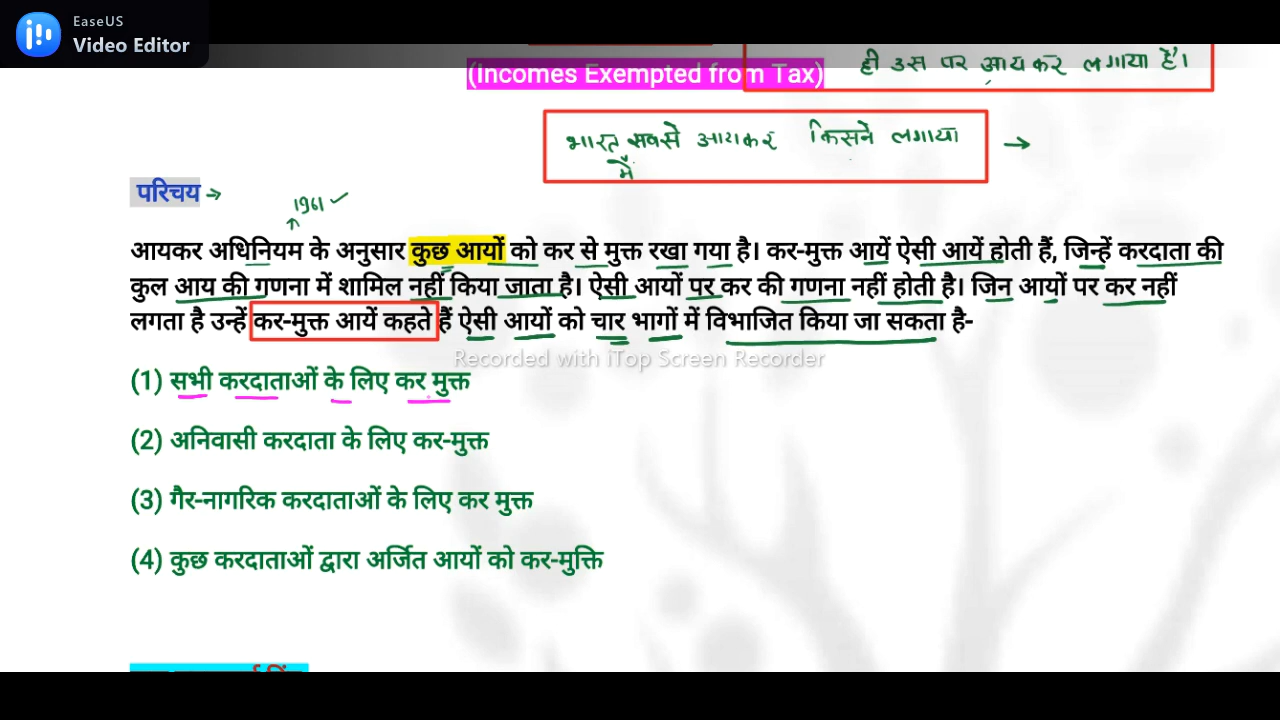 EaseUS
Video Editor
(Incomes Exempted from Tax)
ही उस पर आयकर लगाया है।
भारत सबसे आयकर किसने लगाया →
में
परिचय →
1961 ✓
आयकर अधिनियम के अनुसार कुछ आयों को कर से मुक्त रखा गया है। कर-मुक्त आयें ऐसी आयें होती हैं, जिन्हें करदाता की
कुल आय की गणना में शामिल नहीं किया जाता है। ऐसी आयों पर कर की गणना नहीं होती है। जिन आयों पर कर नहीं
लगता है उन्हें कर-मुक्त आयें कहते हैं ऐसी आयों को चार भागों में विभाजित किया जा सकता है-
Recorded with iTop Screen Recorder
(1) सभी करदाताओं के लिए कर मुक्त
(2) अनिवासी करदाता के लिए कर-मुक्त
(3) गैर-नागरिक करदाताओं के लिए कर मुक्त
(4) कुछ करदाताओं द्वारा अर्जित आयों को कर-मुक्ति